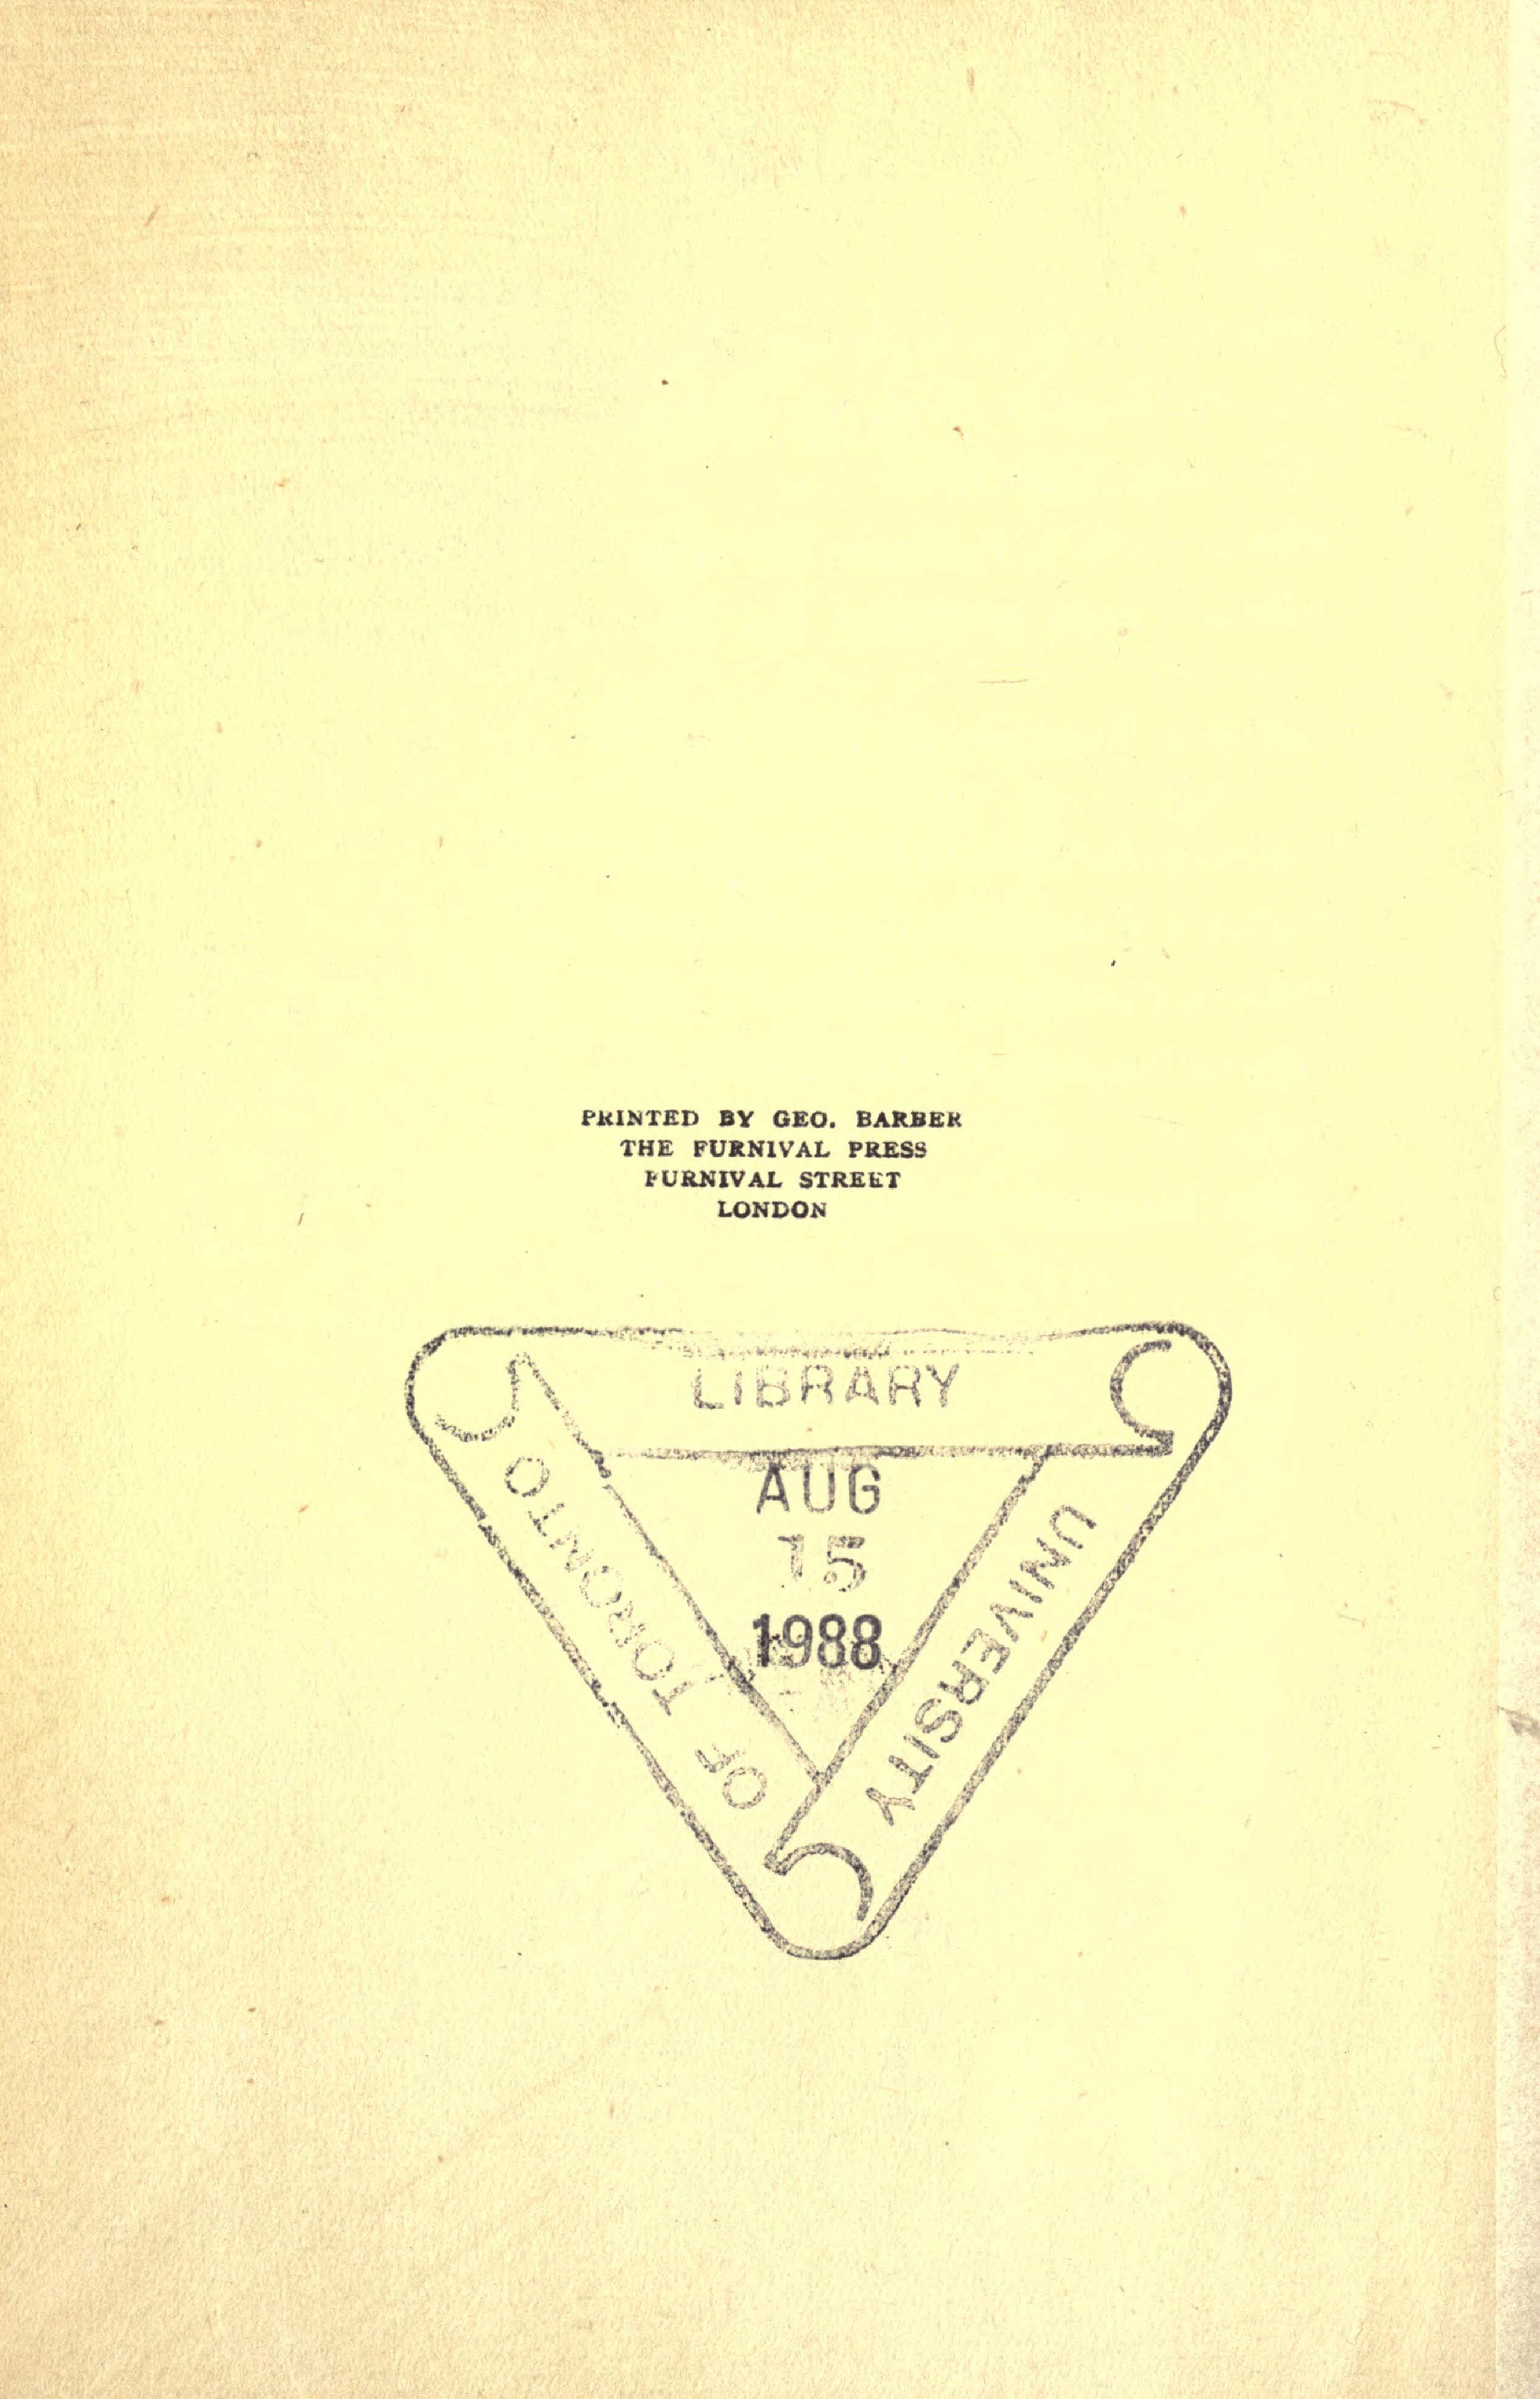 PRINTED BY GEO. BARBER
THE FURNIVAL PRESS
FURNIVAL STREET
LONDON
LIBRARY
AUG
15
1988
UNIVERSITY
OF TORONTO